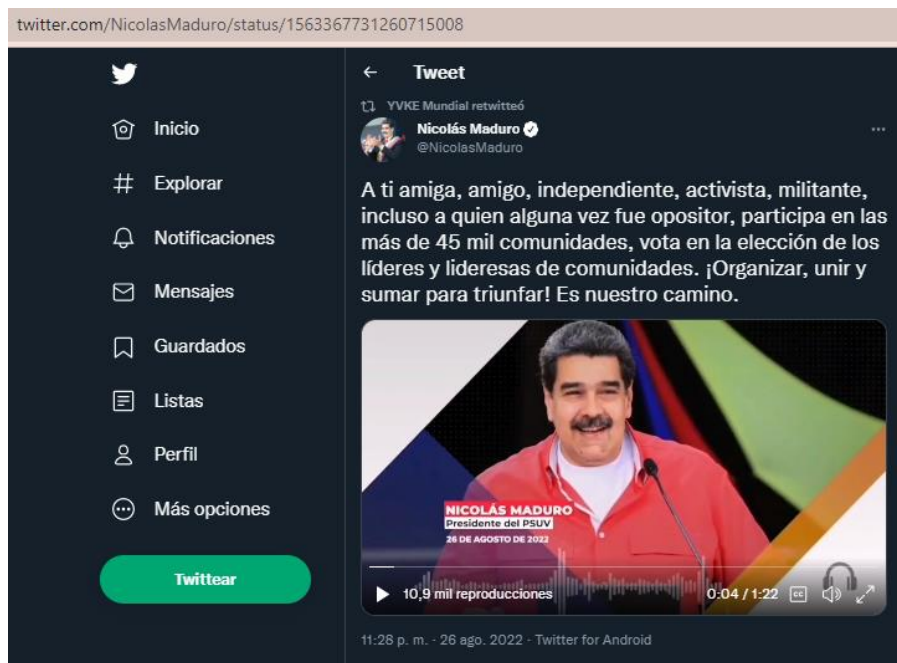 twitter.com/NicolasMaduro/status/1563367731260715008
Inicio
Explorar
Notificaciones
Mensajes
Guardados
Listas
Perfil
Más opciones
Twittear
Tweet
YVKE Mundial retwitteó
Nicolás Maduro
@NicolasMaduro
A ti amiga, amigo, independiente, activista, militante,
incluso a quien alguna vez fue opositor, participa en las
más de 45 mil comunidades, vota en la elección de los
líderes y lideresas de comunidades. ¡Organizar, unir y
sumar para triunfar! Es nuestro camino.
NICOLÁS MADURO
Presidente del PSUV
26 DE AGOSTO DE 2022
10,9 mil reproducciones
0:04 / 1:22
cc
11:28 p. m. · 26 ago. 2022 · Twitter for Android